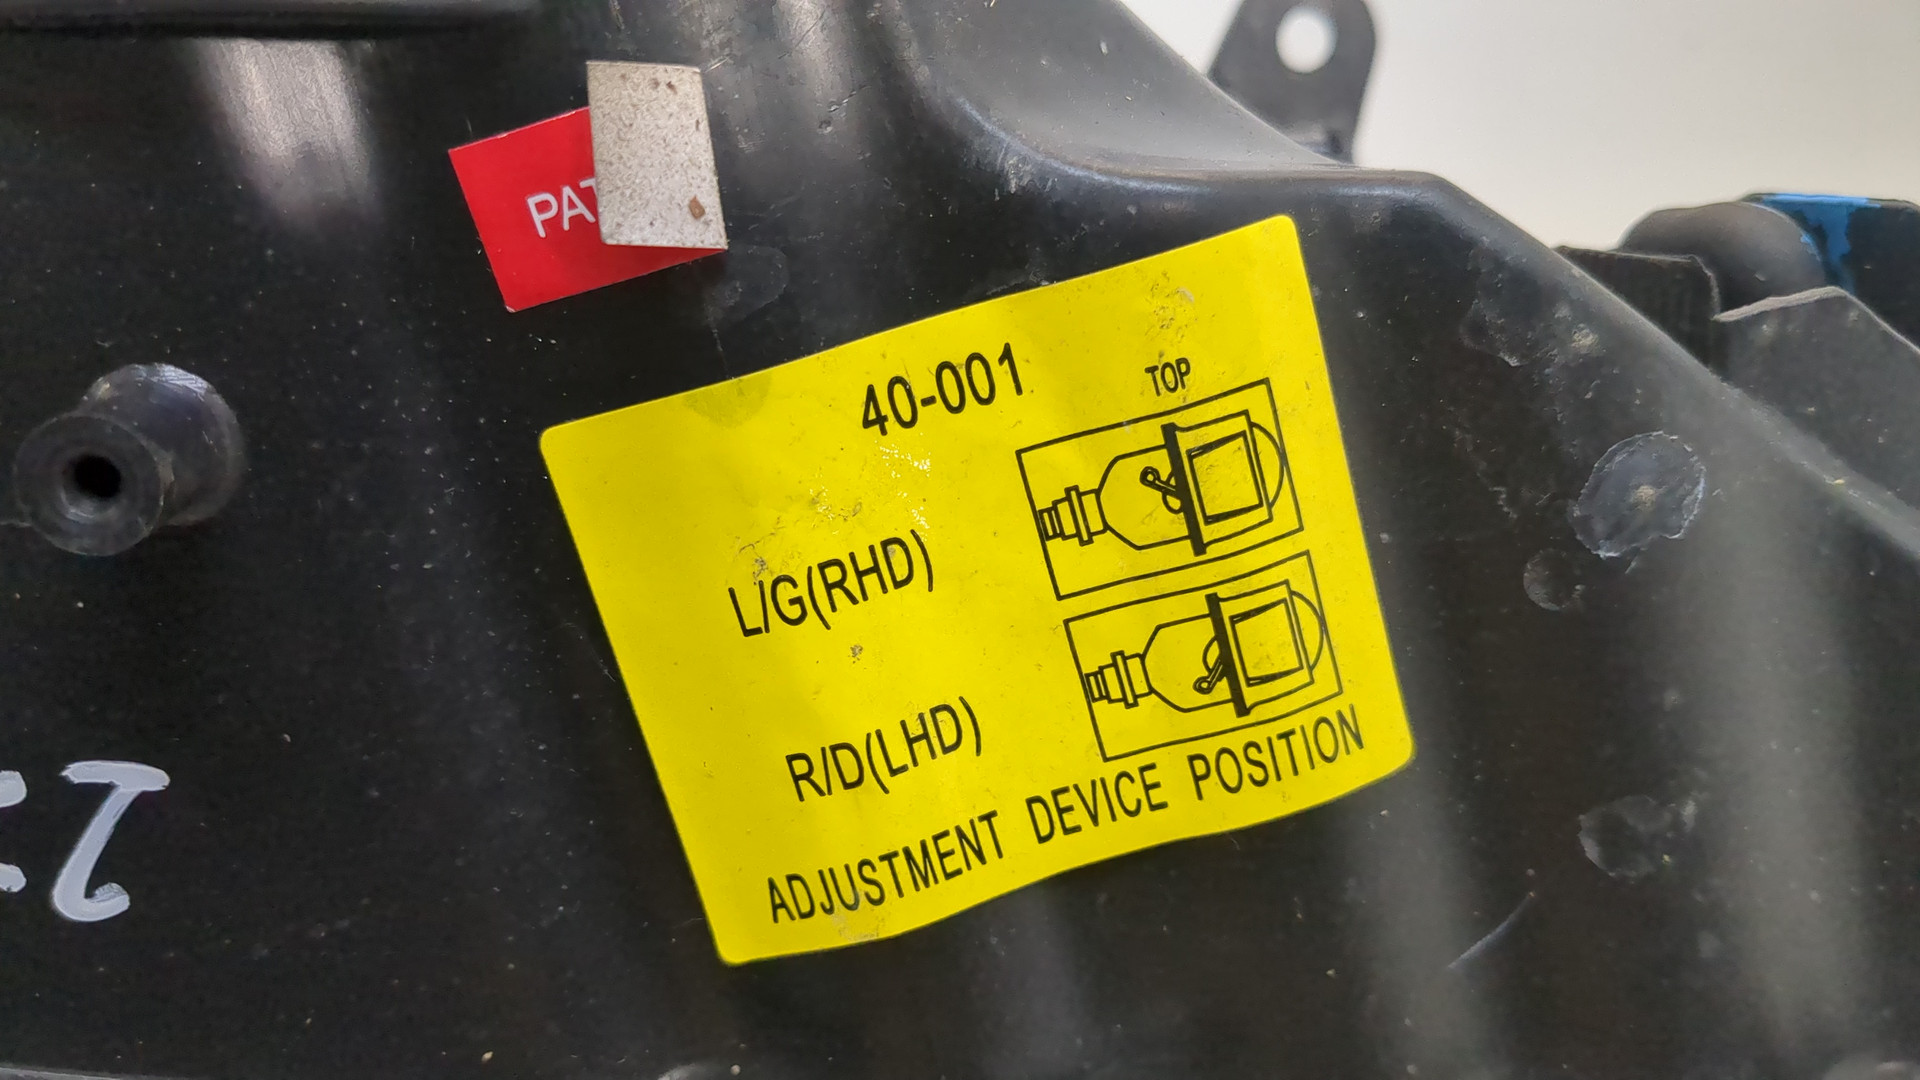 PAT
40-001
TOP
L/G(RHD)
R/D(LHD)
ADJUSTMENT DEVICE POSITION